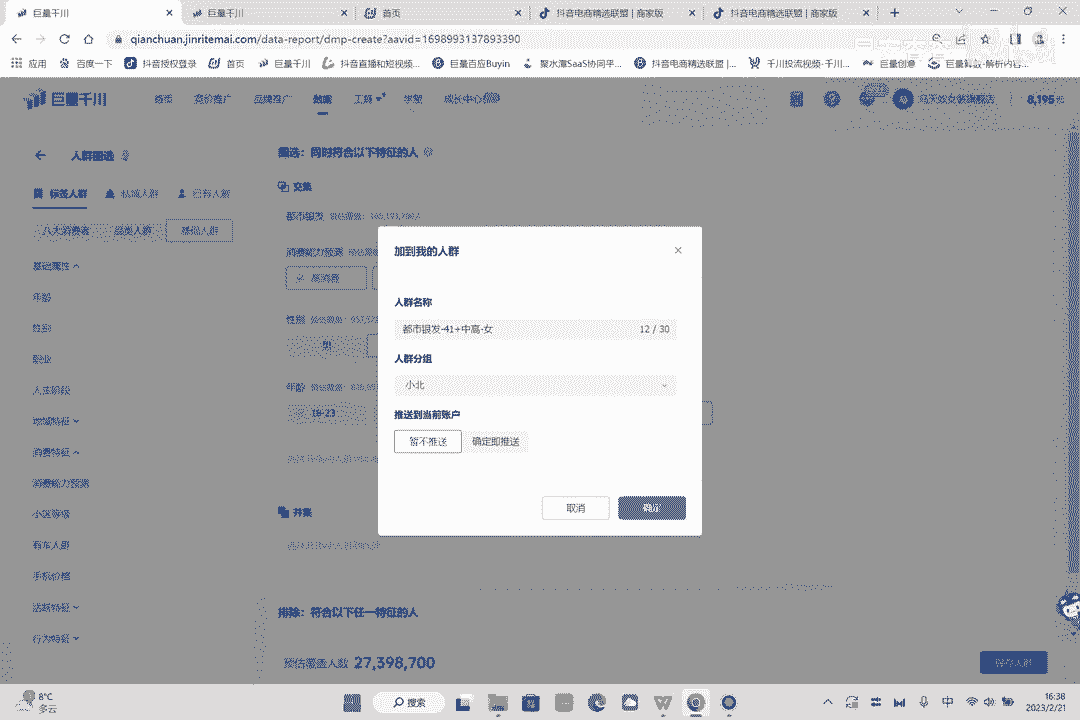 巨量千川
巨量千川
首页
抖音电商精选联盟 | 商家版
抖音电商精选联盟 | 商家版
qianchuan.jinritemai.com/data-report/dmp-create?aavid=1698993137893390
应用
百度一下
抖音授权登录
首页
巨量千川
抖音直播和短视频...
巨量百应Buyin
聚水潭SaaS协同平...
抖音电商精选联盟 |...
千川投流视频-千川...
巨量创意
巨量千川
首页
竞价推广
品牌推广
数据
工具
学堂
成长中心
8,195
人群圈选
圈选：同时符合以下特征的人
标签人群
私域人群
已有人群
交集
八大消费者
品类人群
基础人群
都市银发
基础属性
消费能力预测
高消费
年龄
性别
性别
男
职业
人生阶段
年龄
18-23
地域特征
消费特征
消费能力预测
小区等级
并集
有车人群
手机价格
活跃特征
排除：符合以下任一特征的人
行为特征
预估覆盖人数 27,398,700
保存人群
加到我的人群
人群名称
都市银发-41+中高-女
12 / 30
人群分组
小北
推送到当前账户
暂不推送
确定即推送
取消
确定
8°C
多云
搜索
中
16:38
2023/2/21